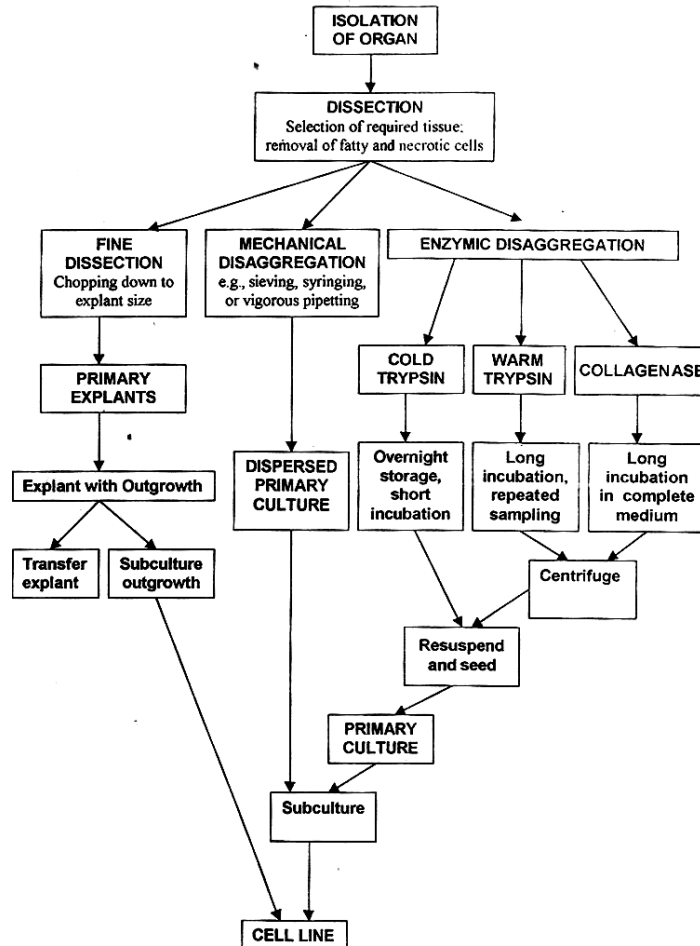 ISOLATION
OF ORGAN
DISSECTION
Selection of required tissue;
removal of fatty and necrotic cells
FINE
DISSECTION
Chopping down to
explant size
MECHANICAL
DISAGGREGATION
e.g., sieving, syringing,
or vigorous pipetting
ENZYMIC DISAGGREGATION
COLD
TRYPSIN
WARM
TRYPSIN
COLLAGENASE
PRIMARY
EXPLANTS
DISPERSED
PRIMARY
CULTURE
Overnight
storage,
short
incubation
Long
incubation,
repeated
sampling
Long
incubation
in complete
medium
Explant with Outgrowth
Transfer
explant
Subculture
outgrowth
Centrifuge
Resuspend
and seed
PRIMARY
CULTURE
Subculture
CELL LINE